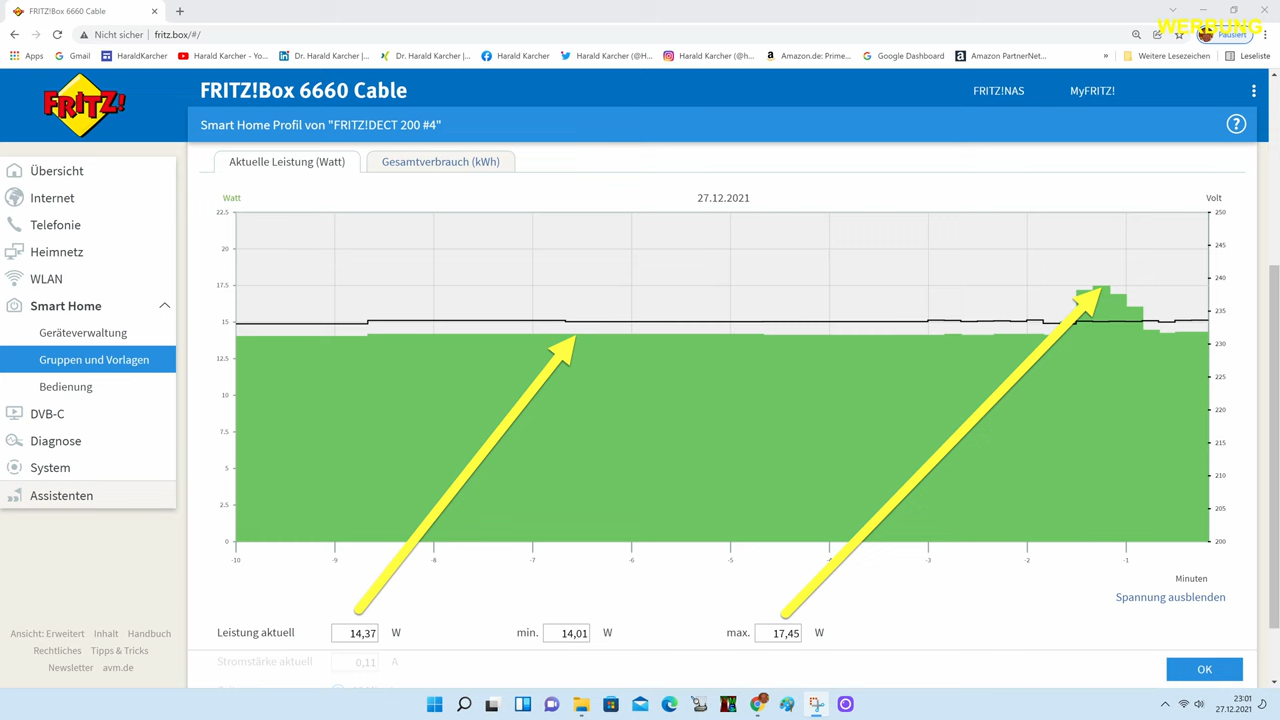 FRITZ!Box 6660 Cable
WERBUNG
Nicht sicher | fritz.box/#/
Pausiert
Apps
Gmail
HaraldKarcher
Harald Karcher - Yo...
Dr. Harald Karcher |...
Dr. Harald Karcher |...
Harald Karcher
Harald Karcher (@H...
Harald Karcher (@h...
Amazon.de: Prime...
Google Dashboard
Amazon PartnerNet...
»
Weitere Lesezeichen
Leseliste
FRITZ!
FRITZ!Box 6660 Cable
FRITZ!NAS
MyFRITZ!
Smart Home Profil von "FRITZ!DECT 200 #4"
?
Übersicht
Internet
Telefonie
Heimnetz
WLAN
Smart Home
Geräteverwaltung
Gruppen und Vorlagen
Bedienung
DVB-C
Diagnose
System
Assistenten
Ansicht: Erweitert Inhalt Handbuch
Rechtliches Tipps & Tricks
Newsletter avm.de
Aktuelle Leistung (Watt)
Gesamtverbrauch (kWh)
Watt
27.12.2021
Volt
22.5
20
17.5
15
12.5
10
7.5
5
2.5
0
250
245
240
235
230
225
220
215
210
205
200
-10 -9 -8 -7 -6 -5 -4 -3 -2 -1
Minuten
Spannung ausblenden
Leistung aktuell 14,37 W min. 14,01 W max. 17,45 W
Stromstärke aktuell 0,11 A
OK
23:01
27.12.2021